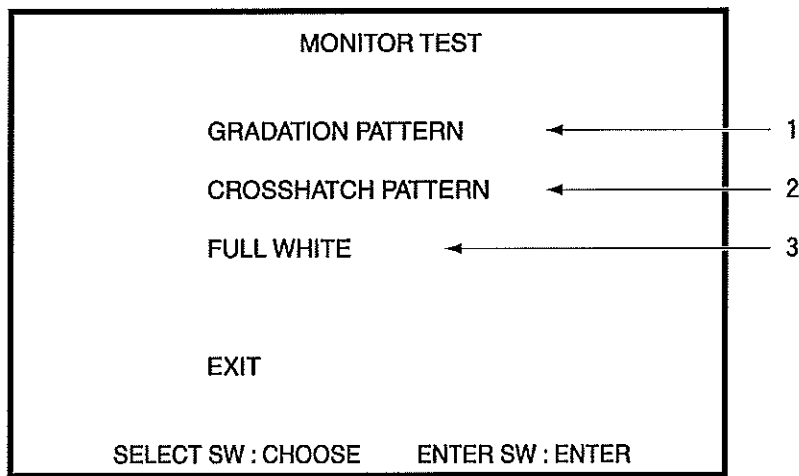 MONITOR TEST
GRADATION PATTERN 1
CROSSHATCH PATTERN 2
FULL WHITE 3
EXIT
SELECT SW : CHOOSE ENTER SW : ENTER